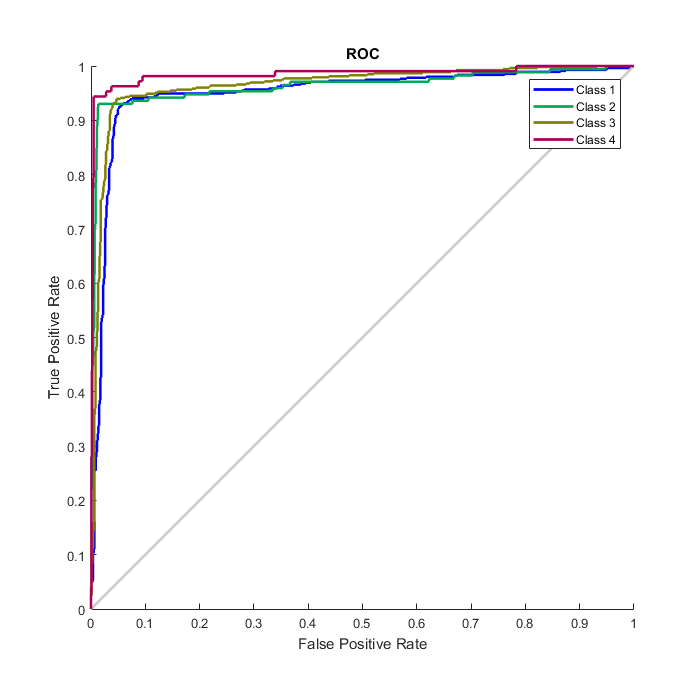 ROC
True Positive Rate
1
0.9
0.8
0.7
0.6
0.5
0.4
0.3
0.2
0.1
0
Class 1
Class 2
Class 3
Class 4
0 0.1 0.2 0.3 0.4 0.5 0.6 0.7 0.8 0.9 1
False Positive Rate